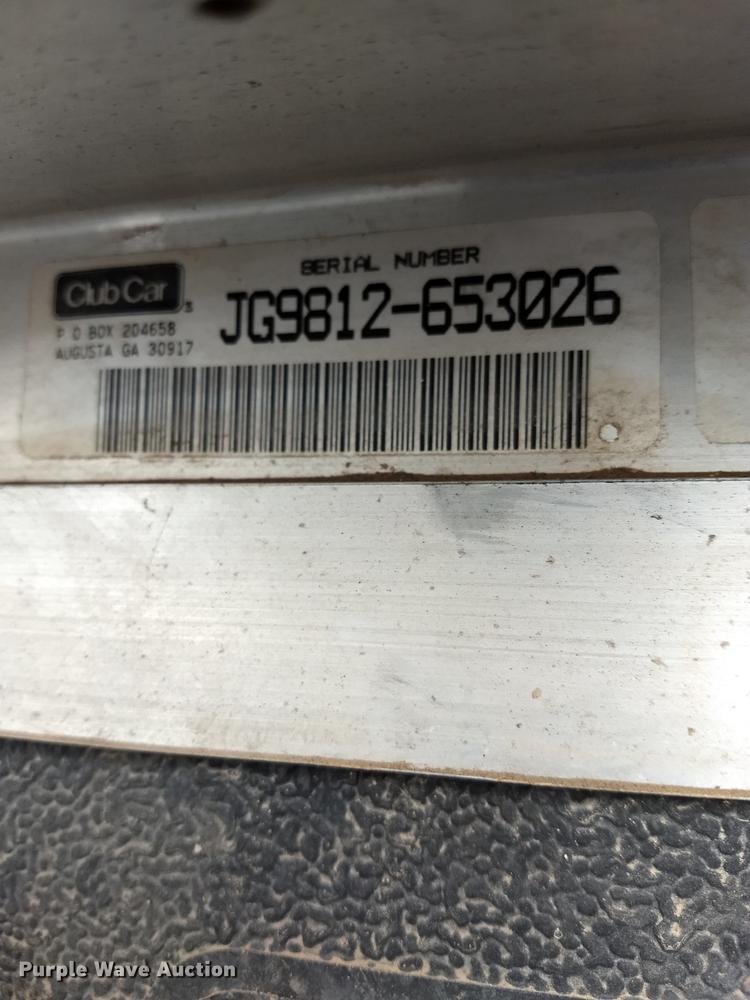 SERIAL NUMBER
Club Car
JG9812-653026
P O BOX 204658
AUGUSTA GA 30917
Purple Wave Auction